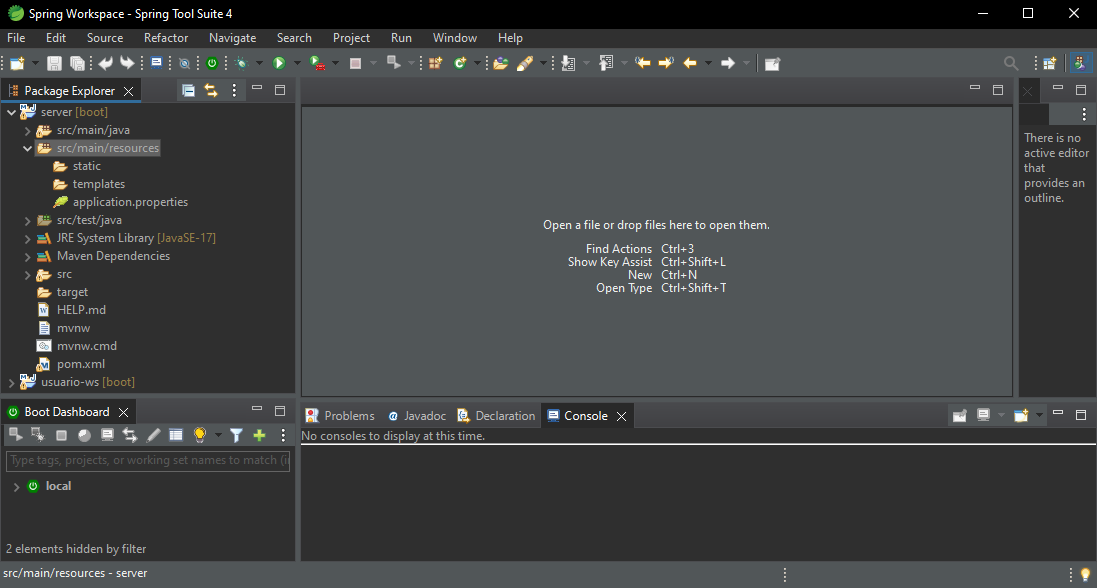 Spring Workspace - Spring Tool Suite 4
File Edit Source Refactor Navigate Search Project Run Window Help
Package Explorer
server [boot]
src/main/java
src/main/resources
static
templates
application.properties
src/test/java
JRE System Library [JavaSE-17]
Maven Dependencies
src
target
HELP.md
mvnw
mvnw.cmd
pom.xml
usuario-ws [boot]
Open a file or drop files here to open them.
Find Actions Ctrl+3
Show Key Assist Ctrl+Shift+L
New Ctrl+N
Open Type Ctrl+Shift+T
There is no
active editor
that
provides an
outline.
Boot Dashboard
Type tags, projects, or working set names to match (i
local
2 elements hidden by filter
Problems @ Javadoc Declaration Console
No consoles to display at this time.
src/main/resources - server